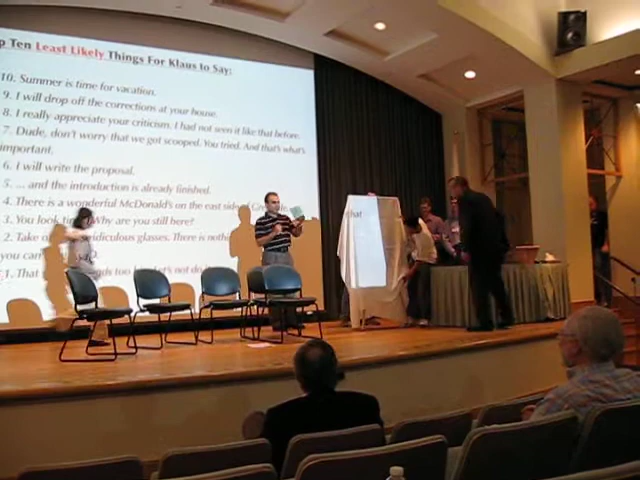 p Ten Least Likely Things For Klaus to Say:
10. Summer is time for vacation.
9. I will drop off the corrections at your house.
8. I really appreciate your criticism. I had not seen it like that before.
7. Dude, don't worry that we got scooped. You tried. And that's what's
important.
6. I will write the proposal.
5. ... and the introduction is already finished.
4. There is a wonderful McDonald's on the east side
3. You look Why are you still here?
2. Take ridiculous glasses. There is
you
1. That too Let's not do
that